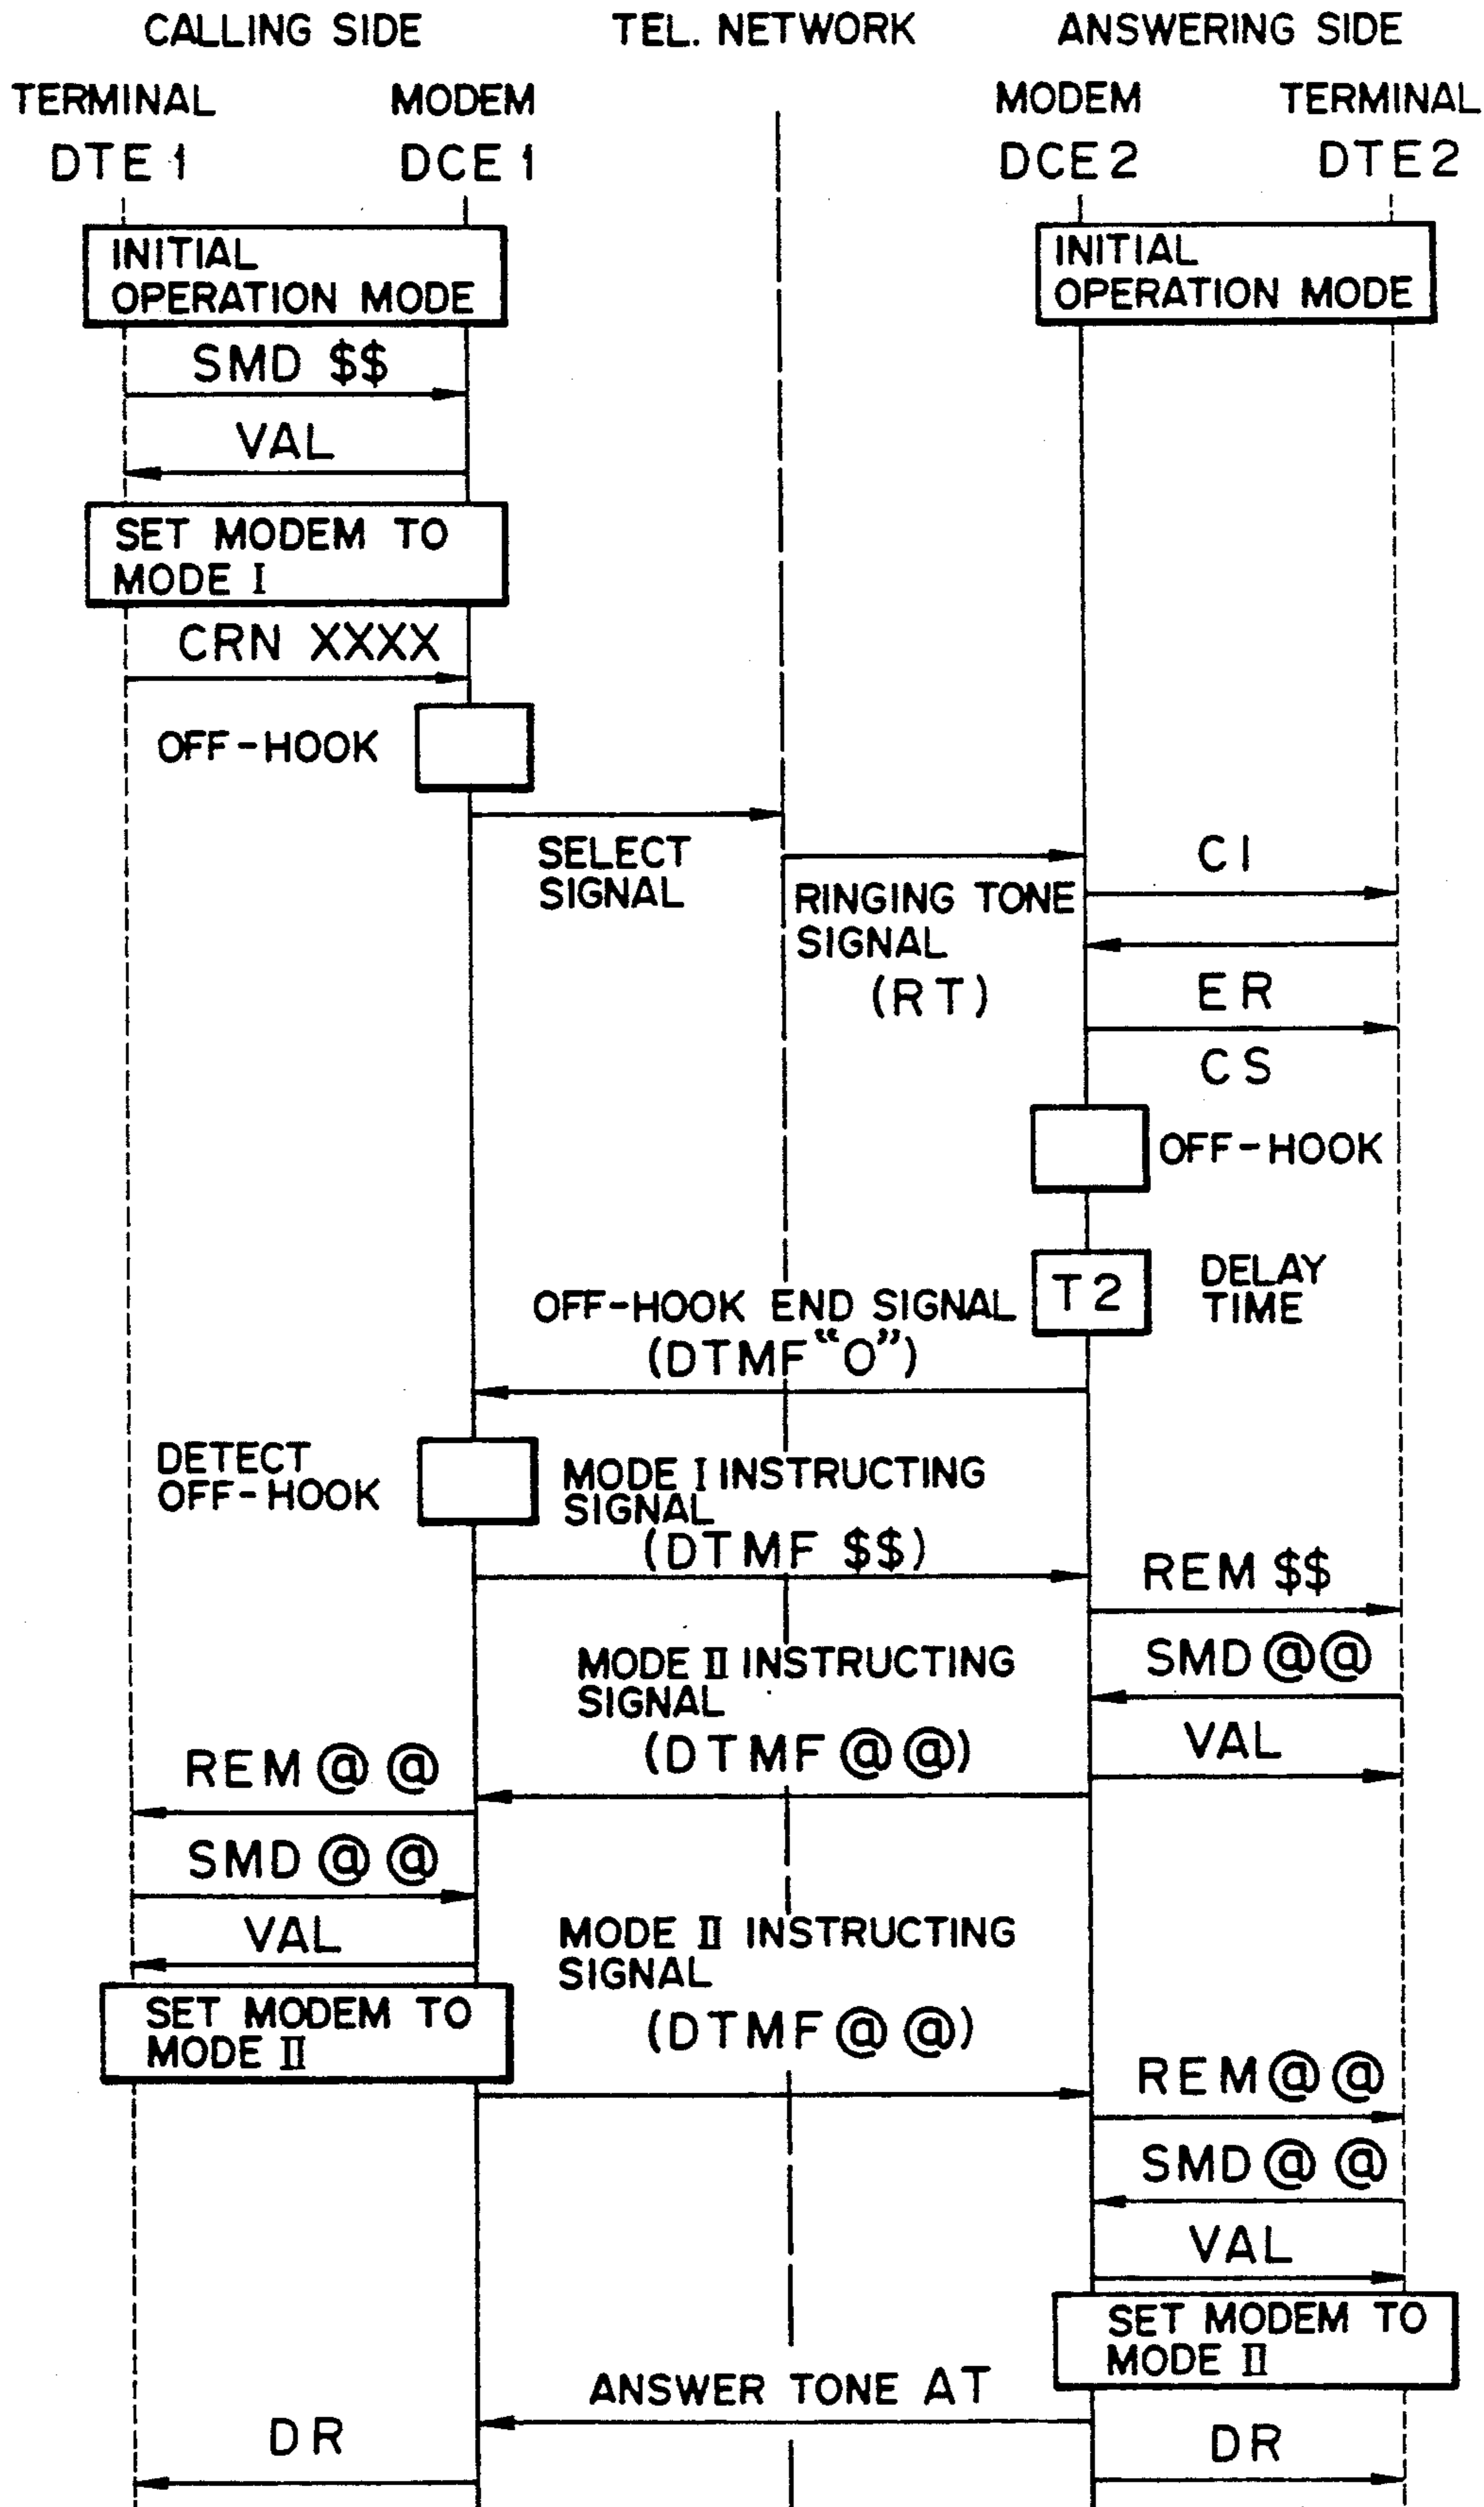 CALLING SIDE TEL. NETWORK ANSWERING SIDE
TERMINAL MODEM MODEM TERMINAL
DTE 1 DCE 1 DCE 2 DTE 2
INITIAL
OPERATION MODE
INITIAL
OPERATION MODE
SMD $$
VAL
SET MODEM TO
MODE I
CRN XXXX
OFF-HOOK
SELECT
SIGNAL
RINGING TONE
SIGNAL
(RT)
CI
ER
CS
OFF-HOOK
T2
DELAY
TIME
OFF-HOOK END SIGNAL
(DTMF "0")
DETECT
OFF-HOOK
MODE I INSTRUCTING
SIGNAL
(DTMF $$)
REM $$
SMD @@
MODE II INSTRUCTING
SIGNAL
(DTMF @@)
VAL
REM @@
SMD @@
VAL
SET MODEM TO
MODE II
MODE II INSTRUCTING
SIGNAL
(DTMF @@)
REM @@
SMD @@
VAL
SET MODEM TO
MODE II
ANSWER TONE AT
DR
DR